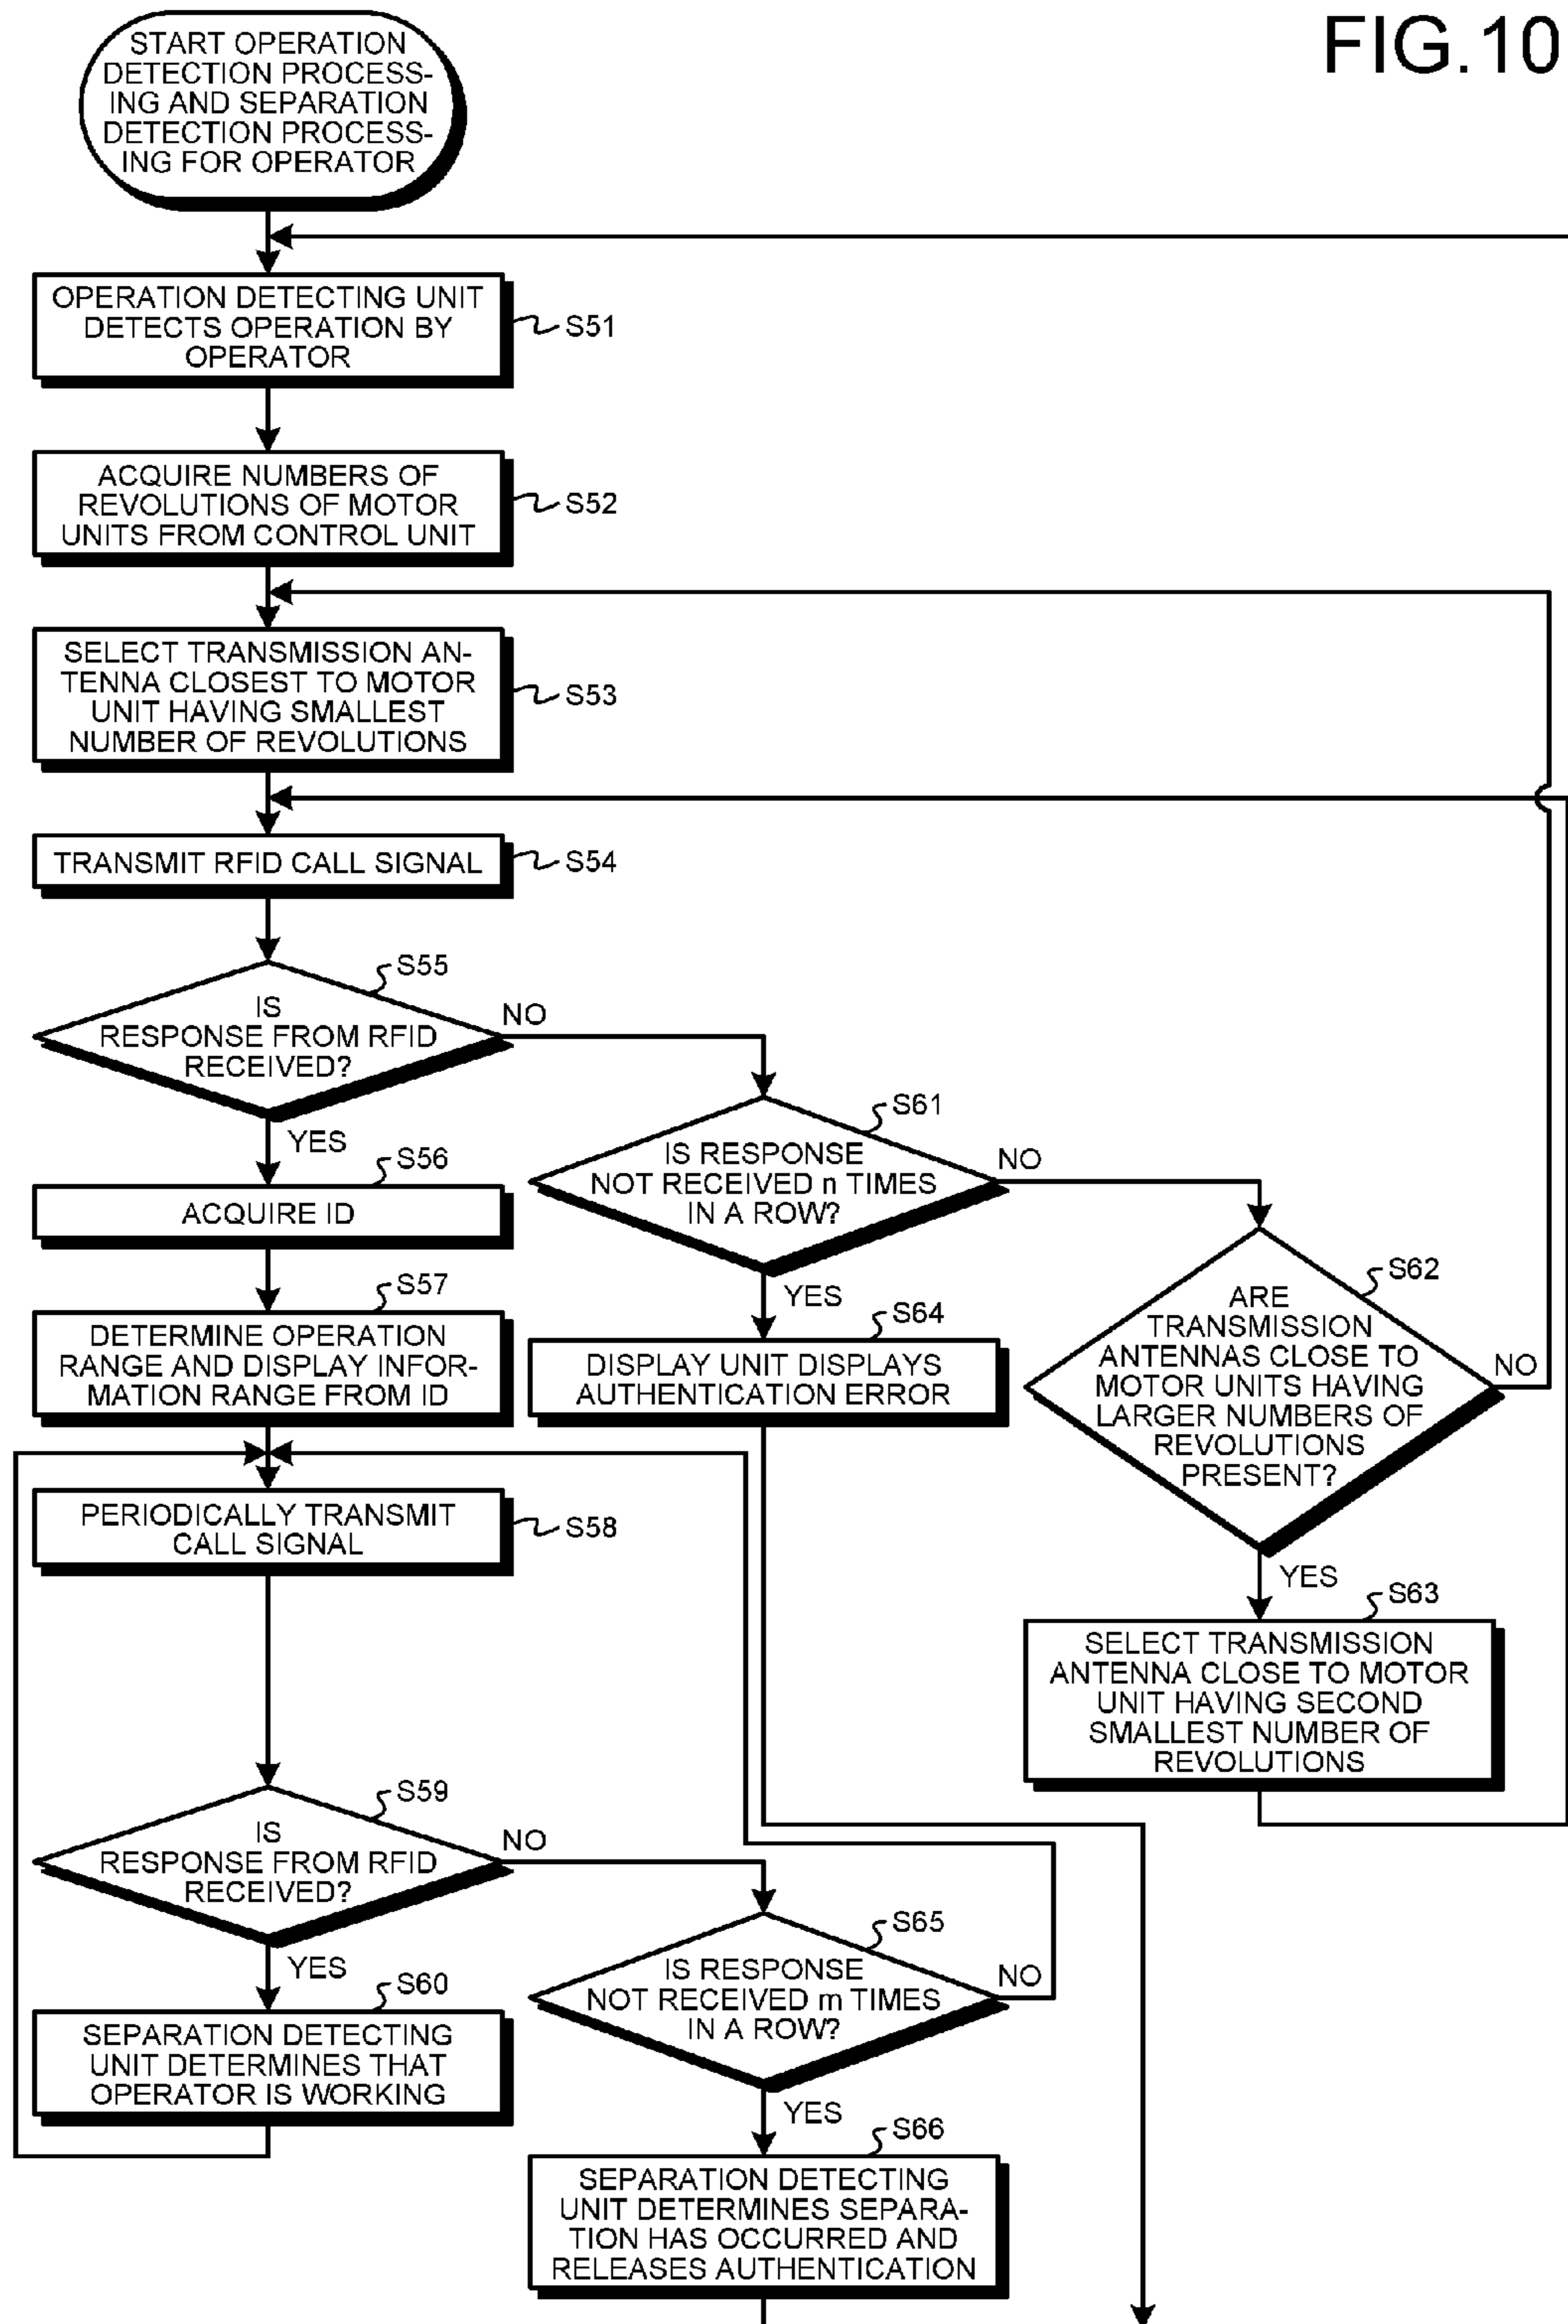 FIG.10
START OPERATION
DETECTION PROCESS-
ING AND SEPARATION
DETECTION PROCESS-
ING FOR OPERATOR
OPERATION DETECTING UNIT
DETECTS OPERATION BY
OPERATOR
S51
ACQUIRE NUMBERS OF
REVOLUTIONS OF MOTOR
UNITS FROM CONTROL UNIT
S52
SELECT TRANSMISSION AN-
TENNA CLOSEST TO MOTOR
UNIT HAVING SMALLEST
NUMBER OF REVOLUTIONS
S53
TRANSMIT RFID CALL SIGNAL
S54
S55
IS
RESPONSE FROM RFID
RECEIVED?
NO
YES
S56
ACQUIRE ID
S57
DETERMINE OPERATION
RANGE AND DISPLAY INFOR-
MATION RANGE FROM ID
PERIODICALLY TRANSMIT
CALL SIGNAL
S58
S59
IS
RESPONSE FROM RFID
RECEIVED?
NO
YES
S60
SEPARATION DETECTING
UNIT DETERMINES THAT
OPERATOR IS WORKING
S61
IS RESPONSE
NOT RECEIVED n TIMES
IN A ROW?
NO
YES
S64
DISPLAY UNIT DISPLAYS
AUTHENTICATION ERROR
S62
ARE
TRANSMISSION
ANTENNAS CLOSE TO
MOTOR UNITS HAVING
LARGER NUMBERS OF
REVOLUTIONS
PRESENT?
NO
YES
S63
SELECT TRANSMISSION
ANTENNA CLOSE TO MOTOR
UNIT HAVING SECOND
SMALLEST NUMBER OF
REVOLUTIONS
S65
IS RESPONSE
NOT RECEIVED m TIMES
IN A ROW?
NO
YES
S66
SEPARATION DETECTING
UNIT DETERMINES SEPARA-
TION HAS OCCURRED AND
RELEASES AUTHENTICATION